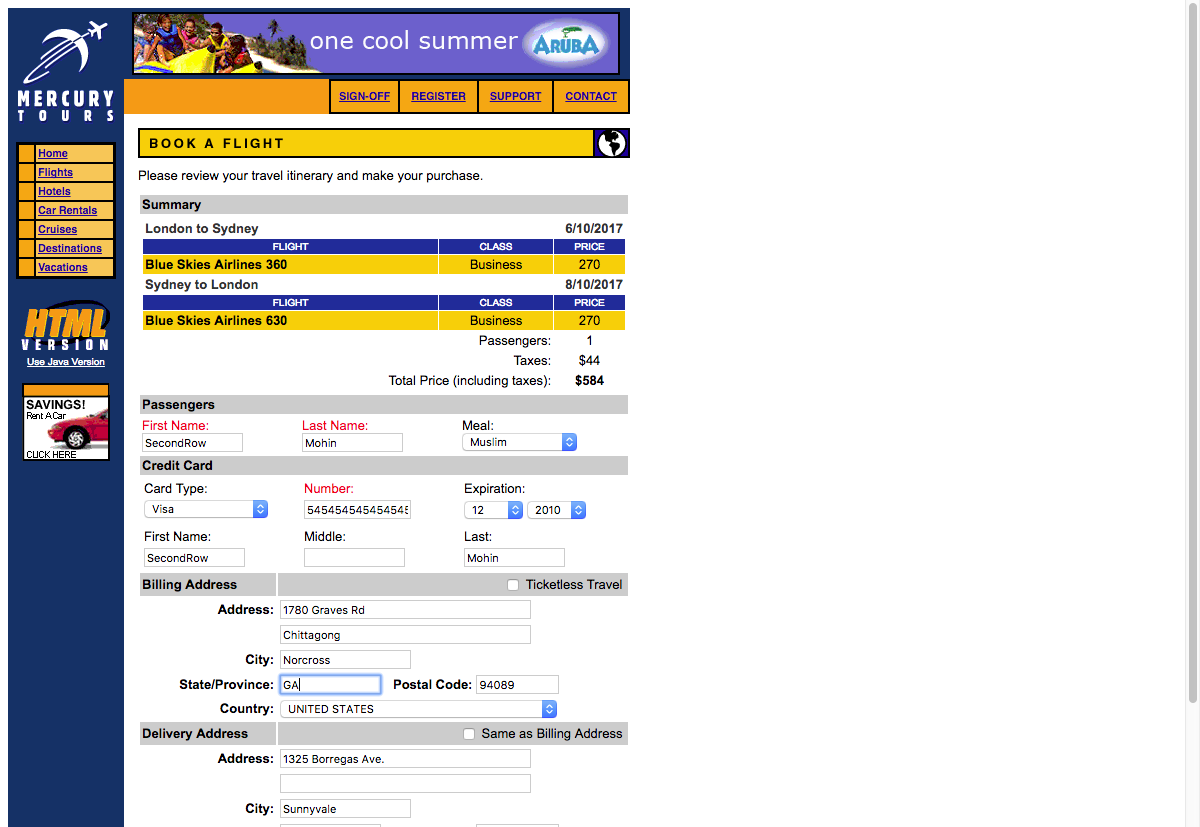 one cool summer ARUBA
MERCURY
TOURS
SIGN-OFF REGISTER SUPPORT CONTACT
Home
Flights
Hotels
Car Rentals
Cruises
Destinations
Vacations
HTML
VERSION
Use Java Version
SAVINGS!
Rent A Car
CLICK HERE
BOOK A FLIGHT
Please review your travel itinerary and make your purchase.
Summary
London to Sydney 6/10/2017
FLIGHT CLASS PRICE
Blue Skies Airlines 360 Business 270
Sydney to London 8/10/2017
FLIGHT CLASS PRICE
Blue Skies Airlines 630 Business 270
Passengers: 1
Taxes: $44
Total Price (including taxes): $584
Passengers
First Name: Last Name: Meal:
SecondRow Mohin Muslim
Credit Card
Card Type: Number: Expiration:
Visa 545454545454545 12 2010
First Name: Middle: Last:
SecondRow Mohin
Billing Address Ticketless Travel
Address: 1780 Graves Rd
Chittagong
City: Norcross
State/Province: GA Postal Code: 94089
Country: UNITED STATES
Delivery Address Same as Billing Address
Address: 1325 Borregas Ave.
City: Sunnyvale